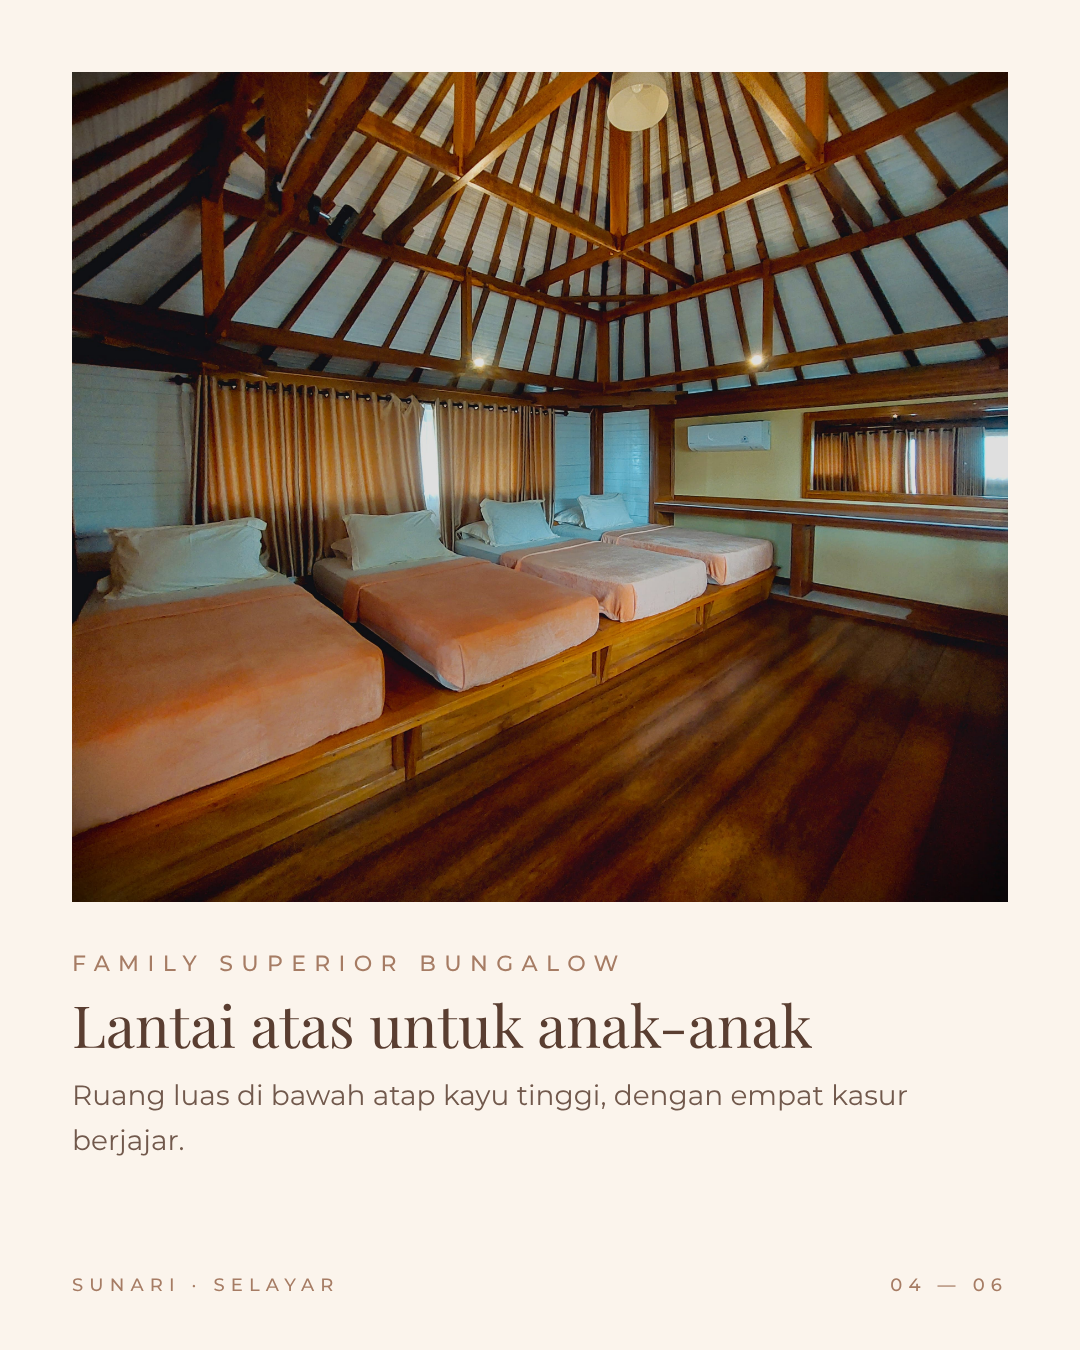 FAMILY SUPERIOR BUNGALOW
Lantai atas untuk anak-anak
Ruang luas di bawah atap kayu tinggi, dengan empat kasur
berjajar.
SUNARI · SELAYAR
04 — 06